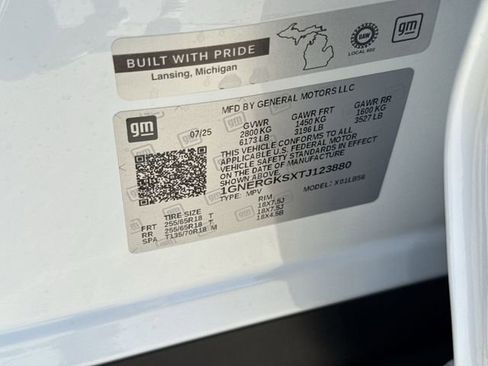 BUILT WITH PRIDE
Lansing, Michigan
UAW
LOCAL 602
gm
gm
MFD BY GENERAL MOTORS LLC
07/25
GVWR GAWR FRT GAWR RR
2800 KG 1450 KG 1600 KG
6173 LB 3196 LB 3527 LB
THIS VEHICLE CONFORMS TO ALL
APPLICABLE U.S. FEDERAL MOTOR VEHICLE
SAFETY STANDARDS IN EFFECT ON
THE DATE OF MANUFACTURE
SHOWN ABOVE.
1GNERGKSXTJ123880
TYPE: MPV MODEL:
TIRE SIZE RIM
FRT 255/65R18 T 18X7.5J
RR 255/65R18 T 18X7.5J
SPA T135/70R18 M 18X4.5B